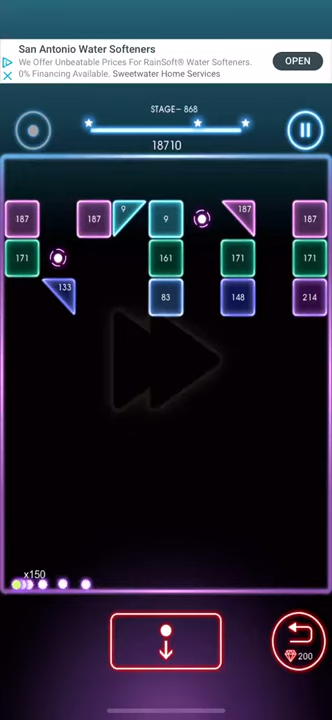 San Antonio Water Softeners
We Offer Unbeatable Prices For RainSoft® Water Softeners.
0% Financing Available. Sweetwater Home Services
OPEN
STAGE- 868
18710
187 187 9 9 187 187
171 161 171 171
133 83 148 214
x150
200